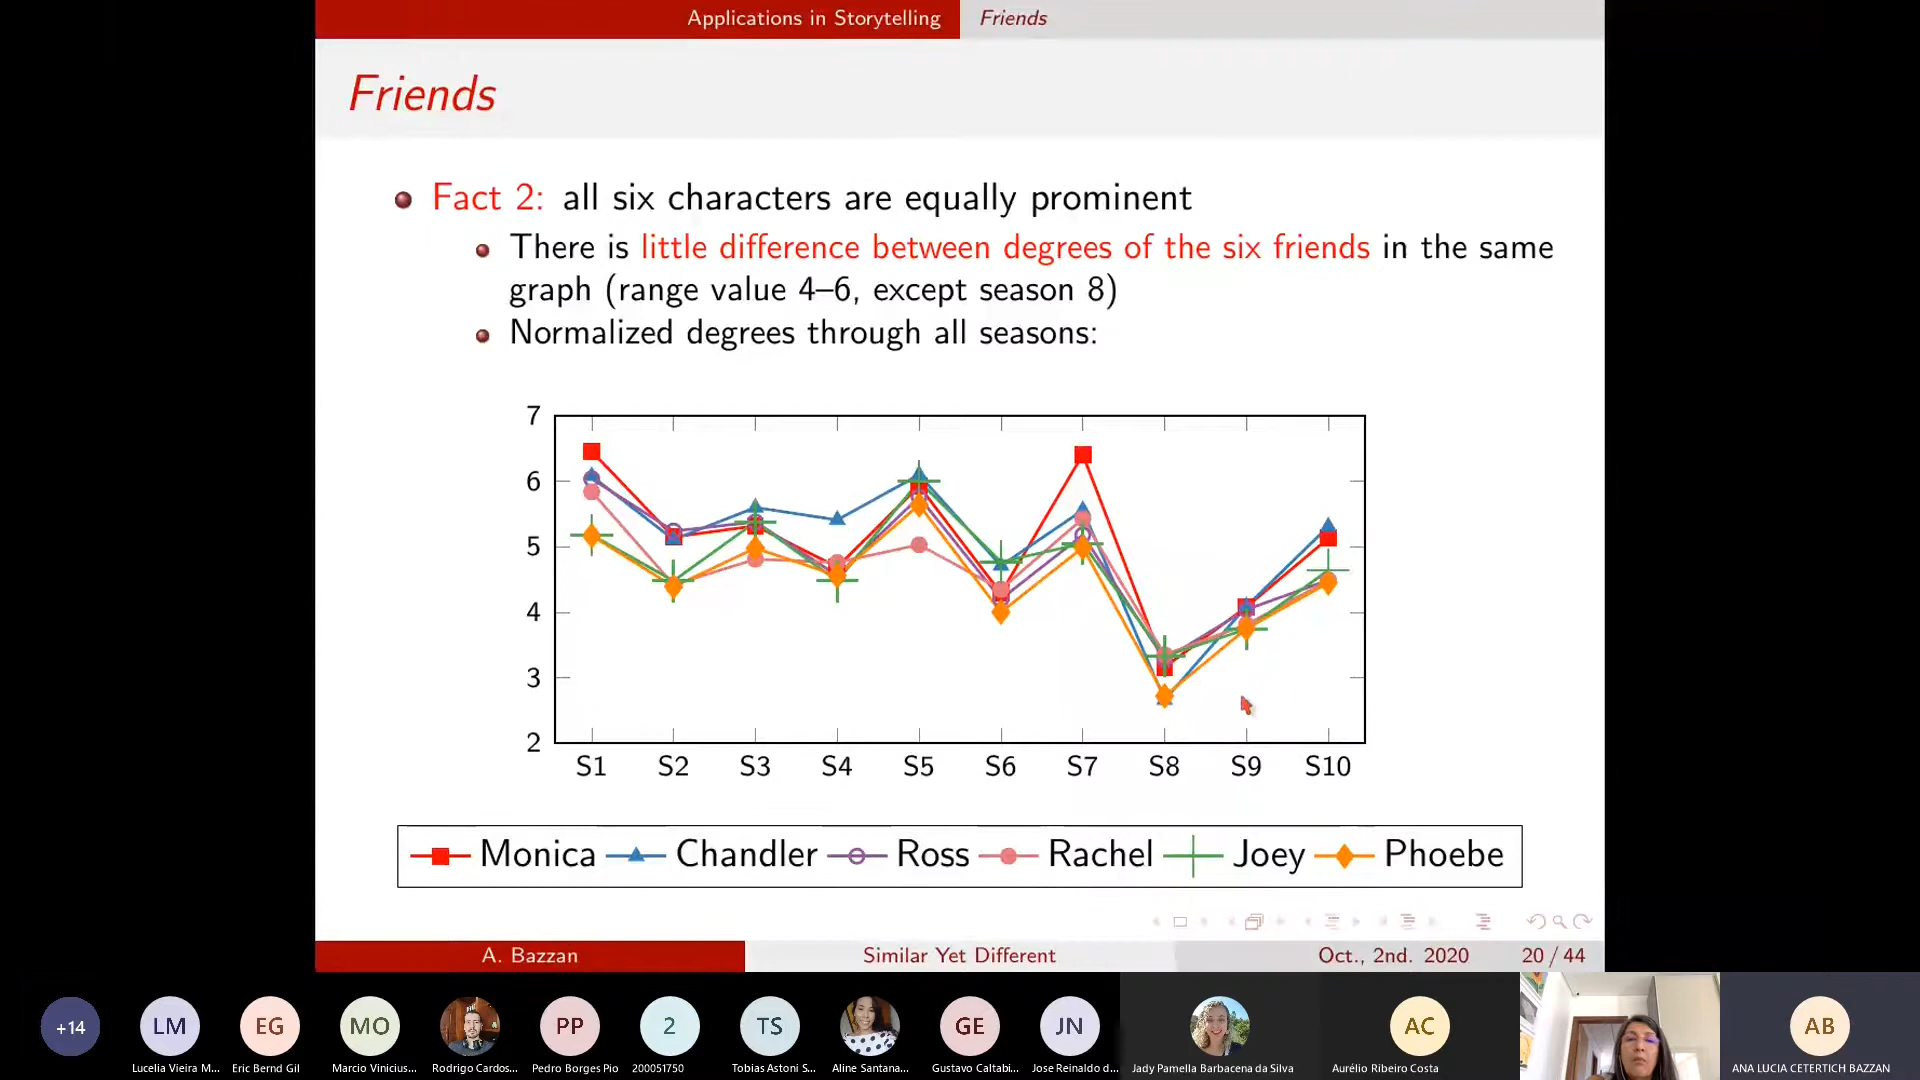 Applications in Storytelling
Friends
Friends
Fact 2: all six characters are equally prominent
There is little difference between degrees of the six friends in the same
graph (range value 4–6, except season 8)
Normalized degrees through all seasons:
7
6
5
4
3
2
S1 S2 S3 S4 S5 S6 S7 S8 S9 S10
Monica Chandler Ross Rachel Joey Phoebe
A. Bazzan
Similar Yet Different
Oct., 2nd. 2020
20 / 44
+14 LM EG MO PP 2 TS GE JN AC AB
Lucelia Vieira M... Eric Bernd Gil Marcio Vinicius... Rodrigo Cardos... Pedro Borges Pio 200051750 Tobias Astoni S... Aline Santana... Gustavo Caltabi... Jose Reinaldo d... Jady Pamella Barbacena da Silva Aurélio Ribeiro Costa ANA LUCIA CETERTICH BAZZAN